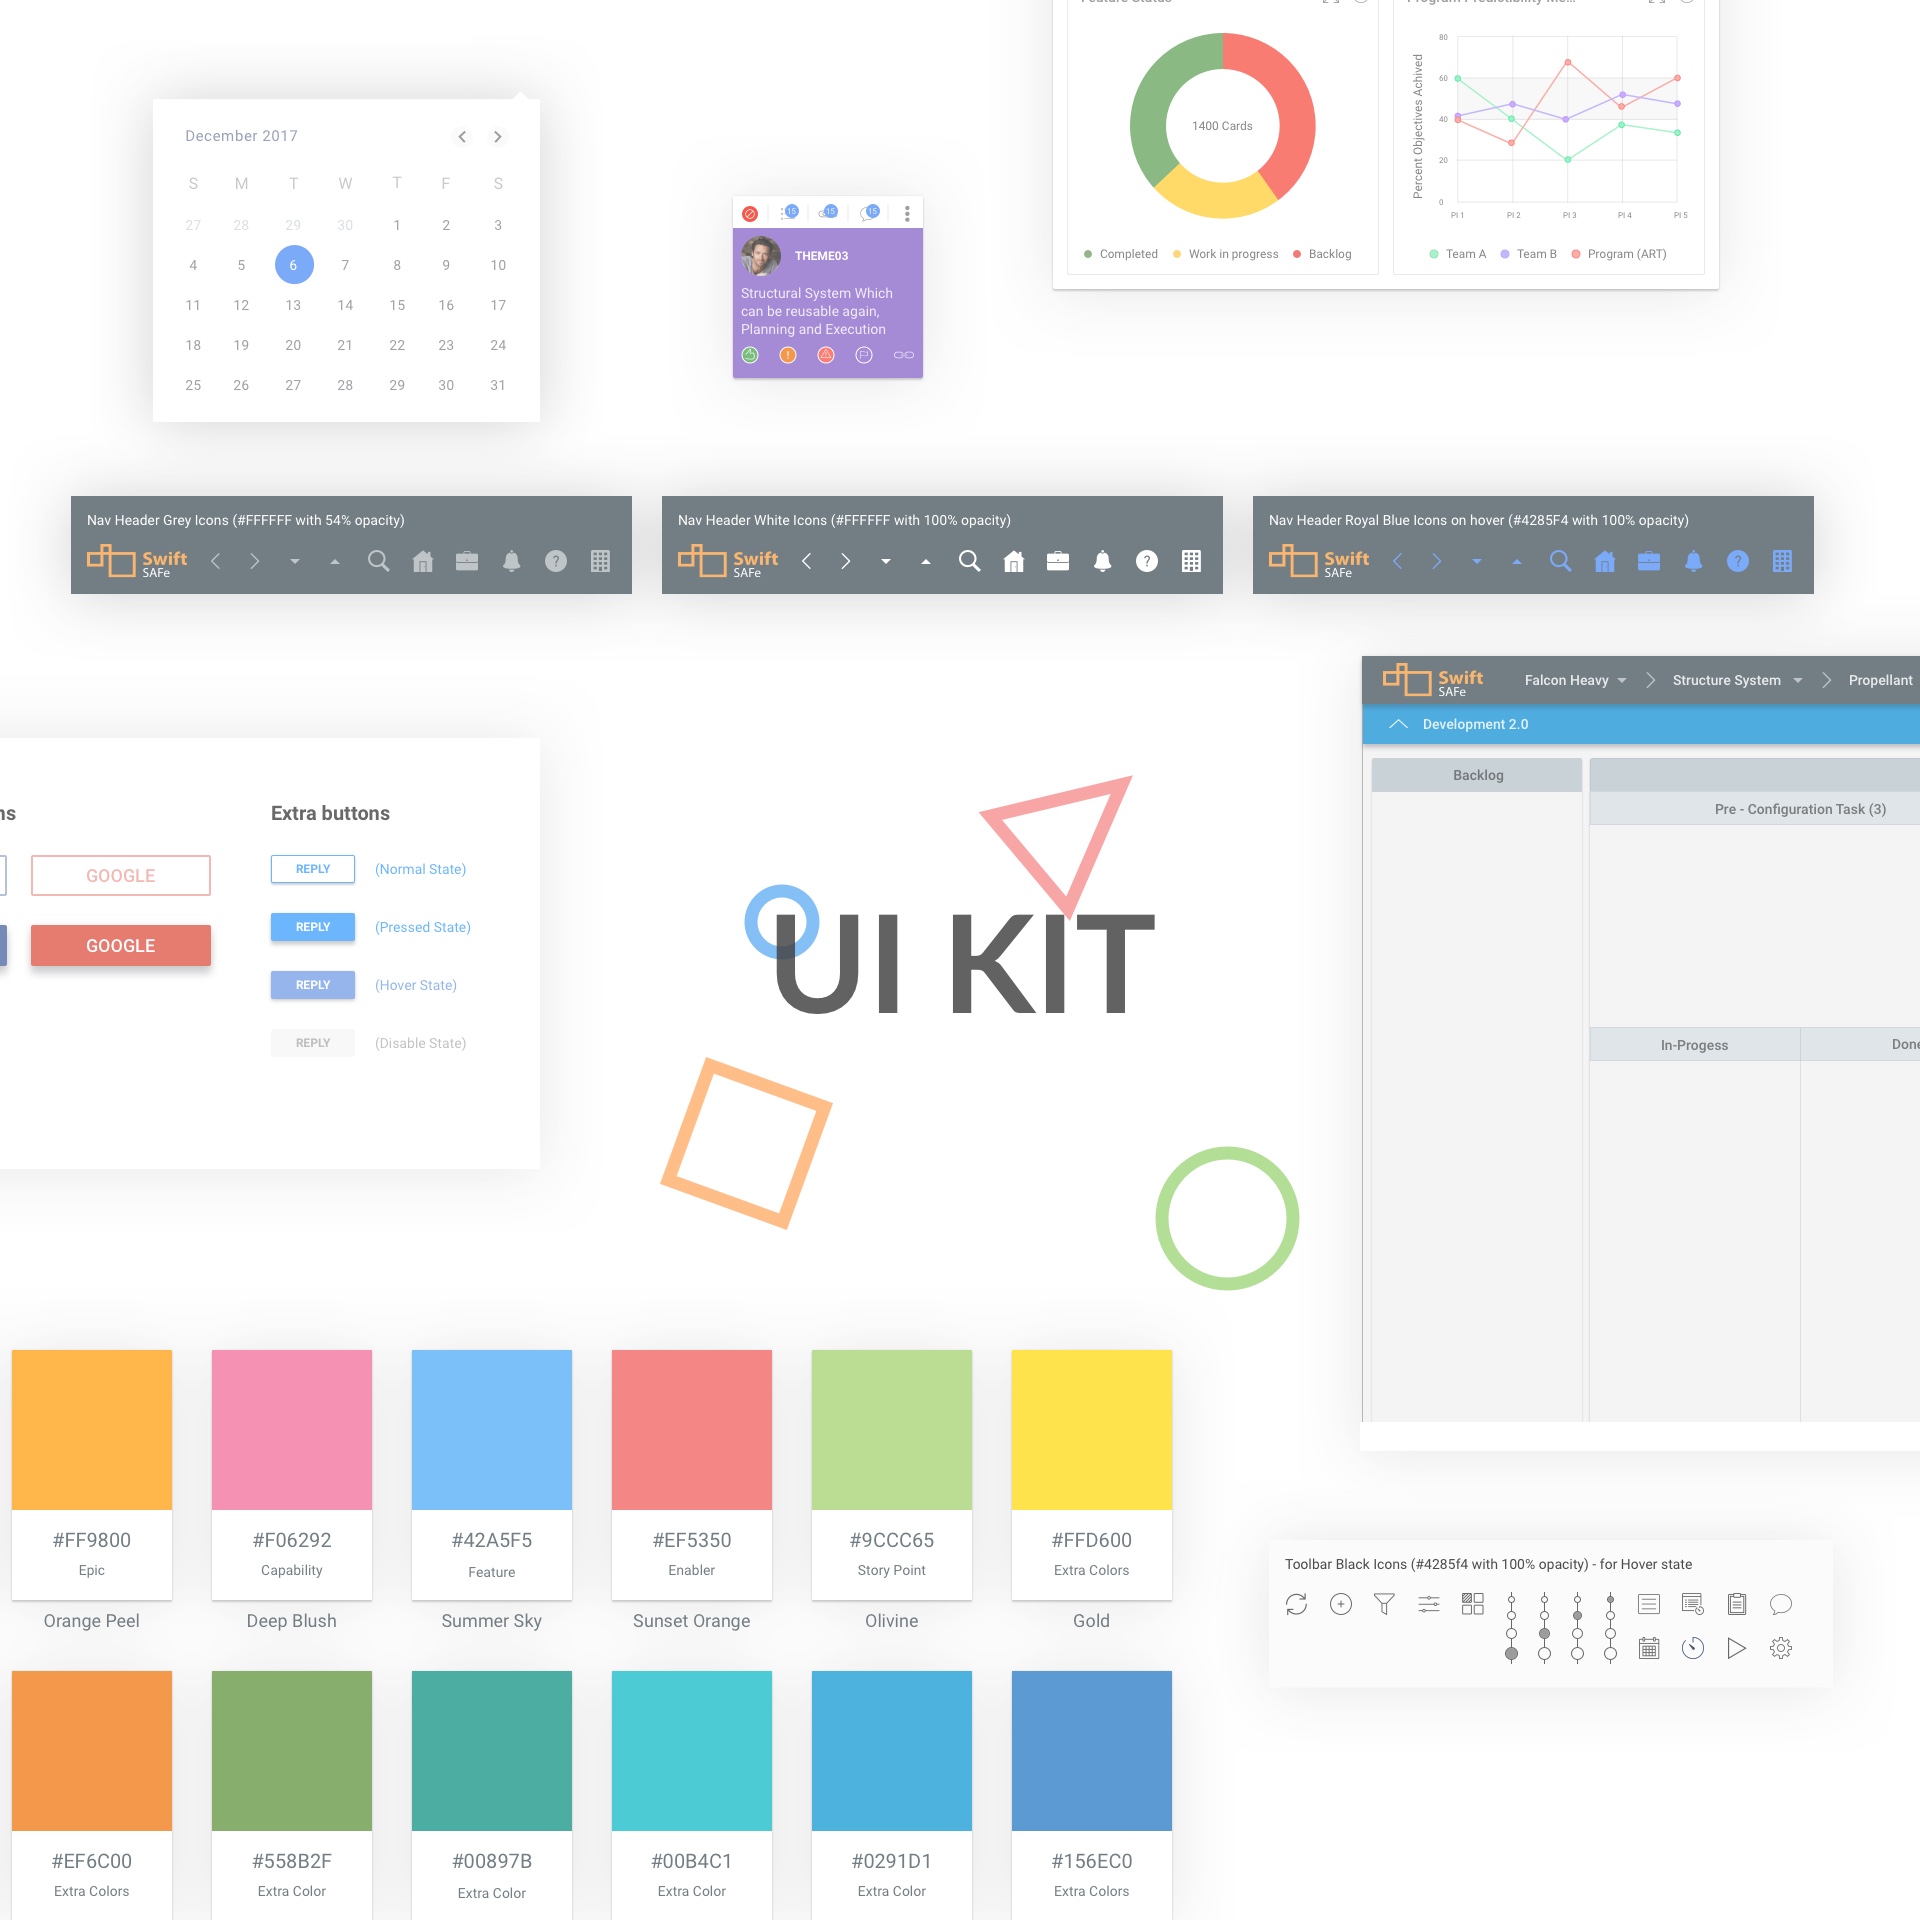 Feature Status
Program Predictibility Me...
1400 Cards
Completed
Work in progress
Backlog
Percent Objectives Achived
80
60
40
20
0
PI 1
PI 2
PI 3
PI 4
PI 5
Team A
Team B
Program (ART)
December 2017
S M T W T F S
27 28 29 30 1 2 3
4 5 6 7 8 9 10
11 12 13 14 15 16 17
18 19 20 21 22 23 24
25 26 27 28 29 30 31
15
15
15
THEME03
Structural System Which
can be reusable again,
Planning and Execution
Nav Header Grey Icons (#FFFFFF with 54% opacity)
Swift
SAFe
?
Nav Header White Icons (#FFFFFF with 100% opacity)
Swift
SAFe
?
Nav Header Royal Blue Icons on hover (#4285F4 with 100% opacity)
Swift
SAFe
?
Swift
SAFe
Falcon Heavy
Structure System
Propellant
Development 2.0
Backlog
Pre - Configuration Task (3)
In-Progess
Done
ns
GOOGLE
GOOGLE
Extra buttons
REPLY (Normal State)
REPLY (Pressed State)
REPLY (Hover State)
REPLY (Disable State)
UI KIT
#FF9800
Epic
Orange Peel
#F06292
Capability
Deep Blush
#42A5F5
Feature
Summer Sky
#EF5350
Enabler
Sunset Orange
#9CCC65
Story Point
Olivine
#FFD600
Extra Colors
Gold
Toolbar Black Icons (#4285f4 with 100% opacity) - for Hover state
#EF6C00
Extra Colors
#558B2F
Extra Color
#00897B
Extra Color
#00B4C1
Extra Color
#0291D1
Extra Color
#156EC0
Extra Colors